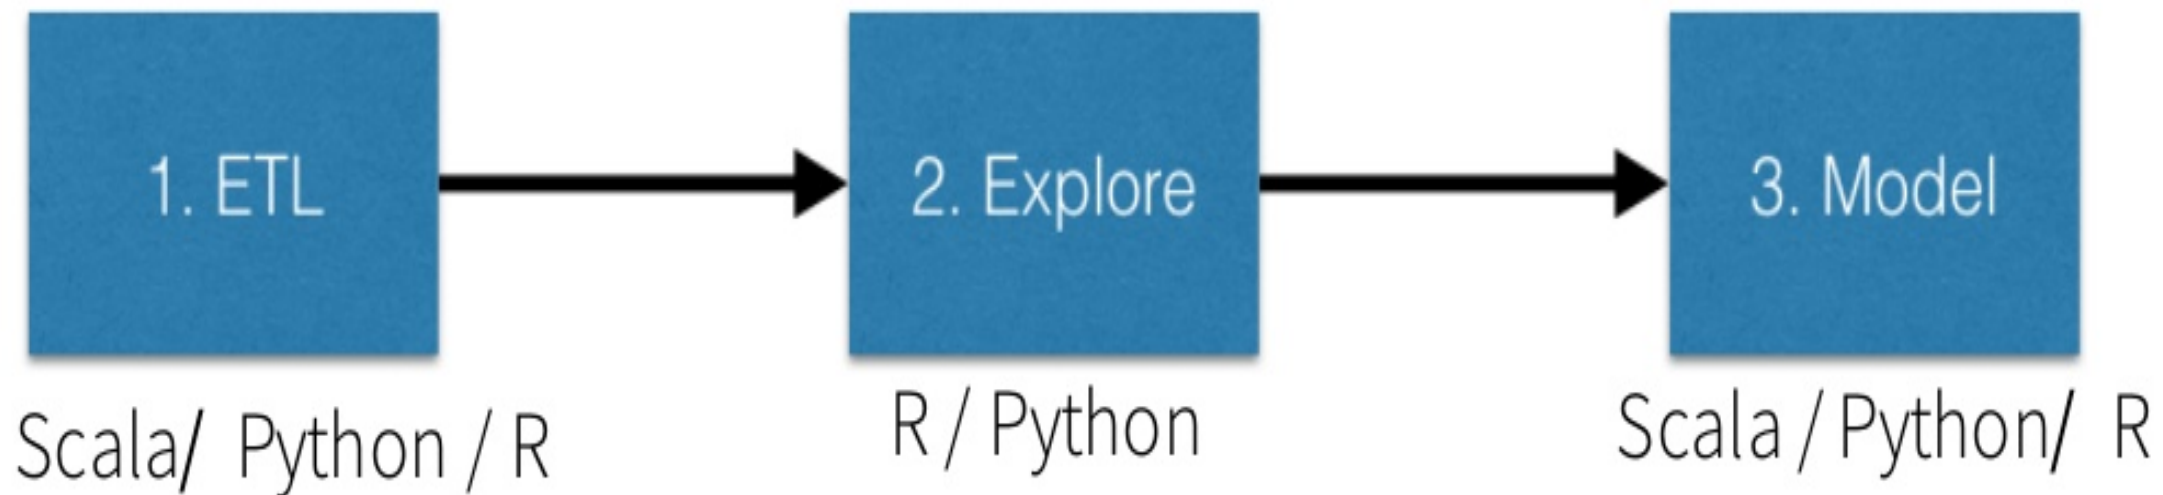 1. ETL
2. Explore
3. Model
Scala/ Python / R
R / Python
Scala / Python/ R